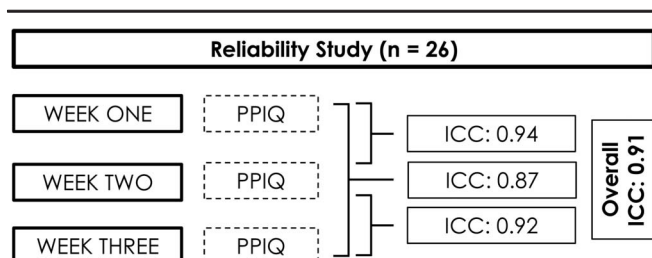 Reliability Study (n = 26)
WEEK ONE
PPIQ
ICC: 0.94
WEEK TWO
PPIQ
ICC: 0.87
ICC: 0.92
WEEK THREE
PPIQ
Overall
ICC: 0.91